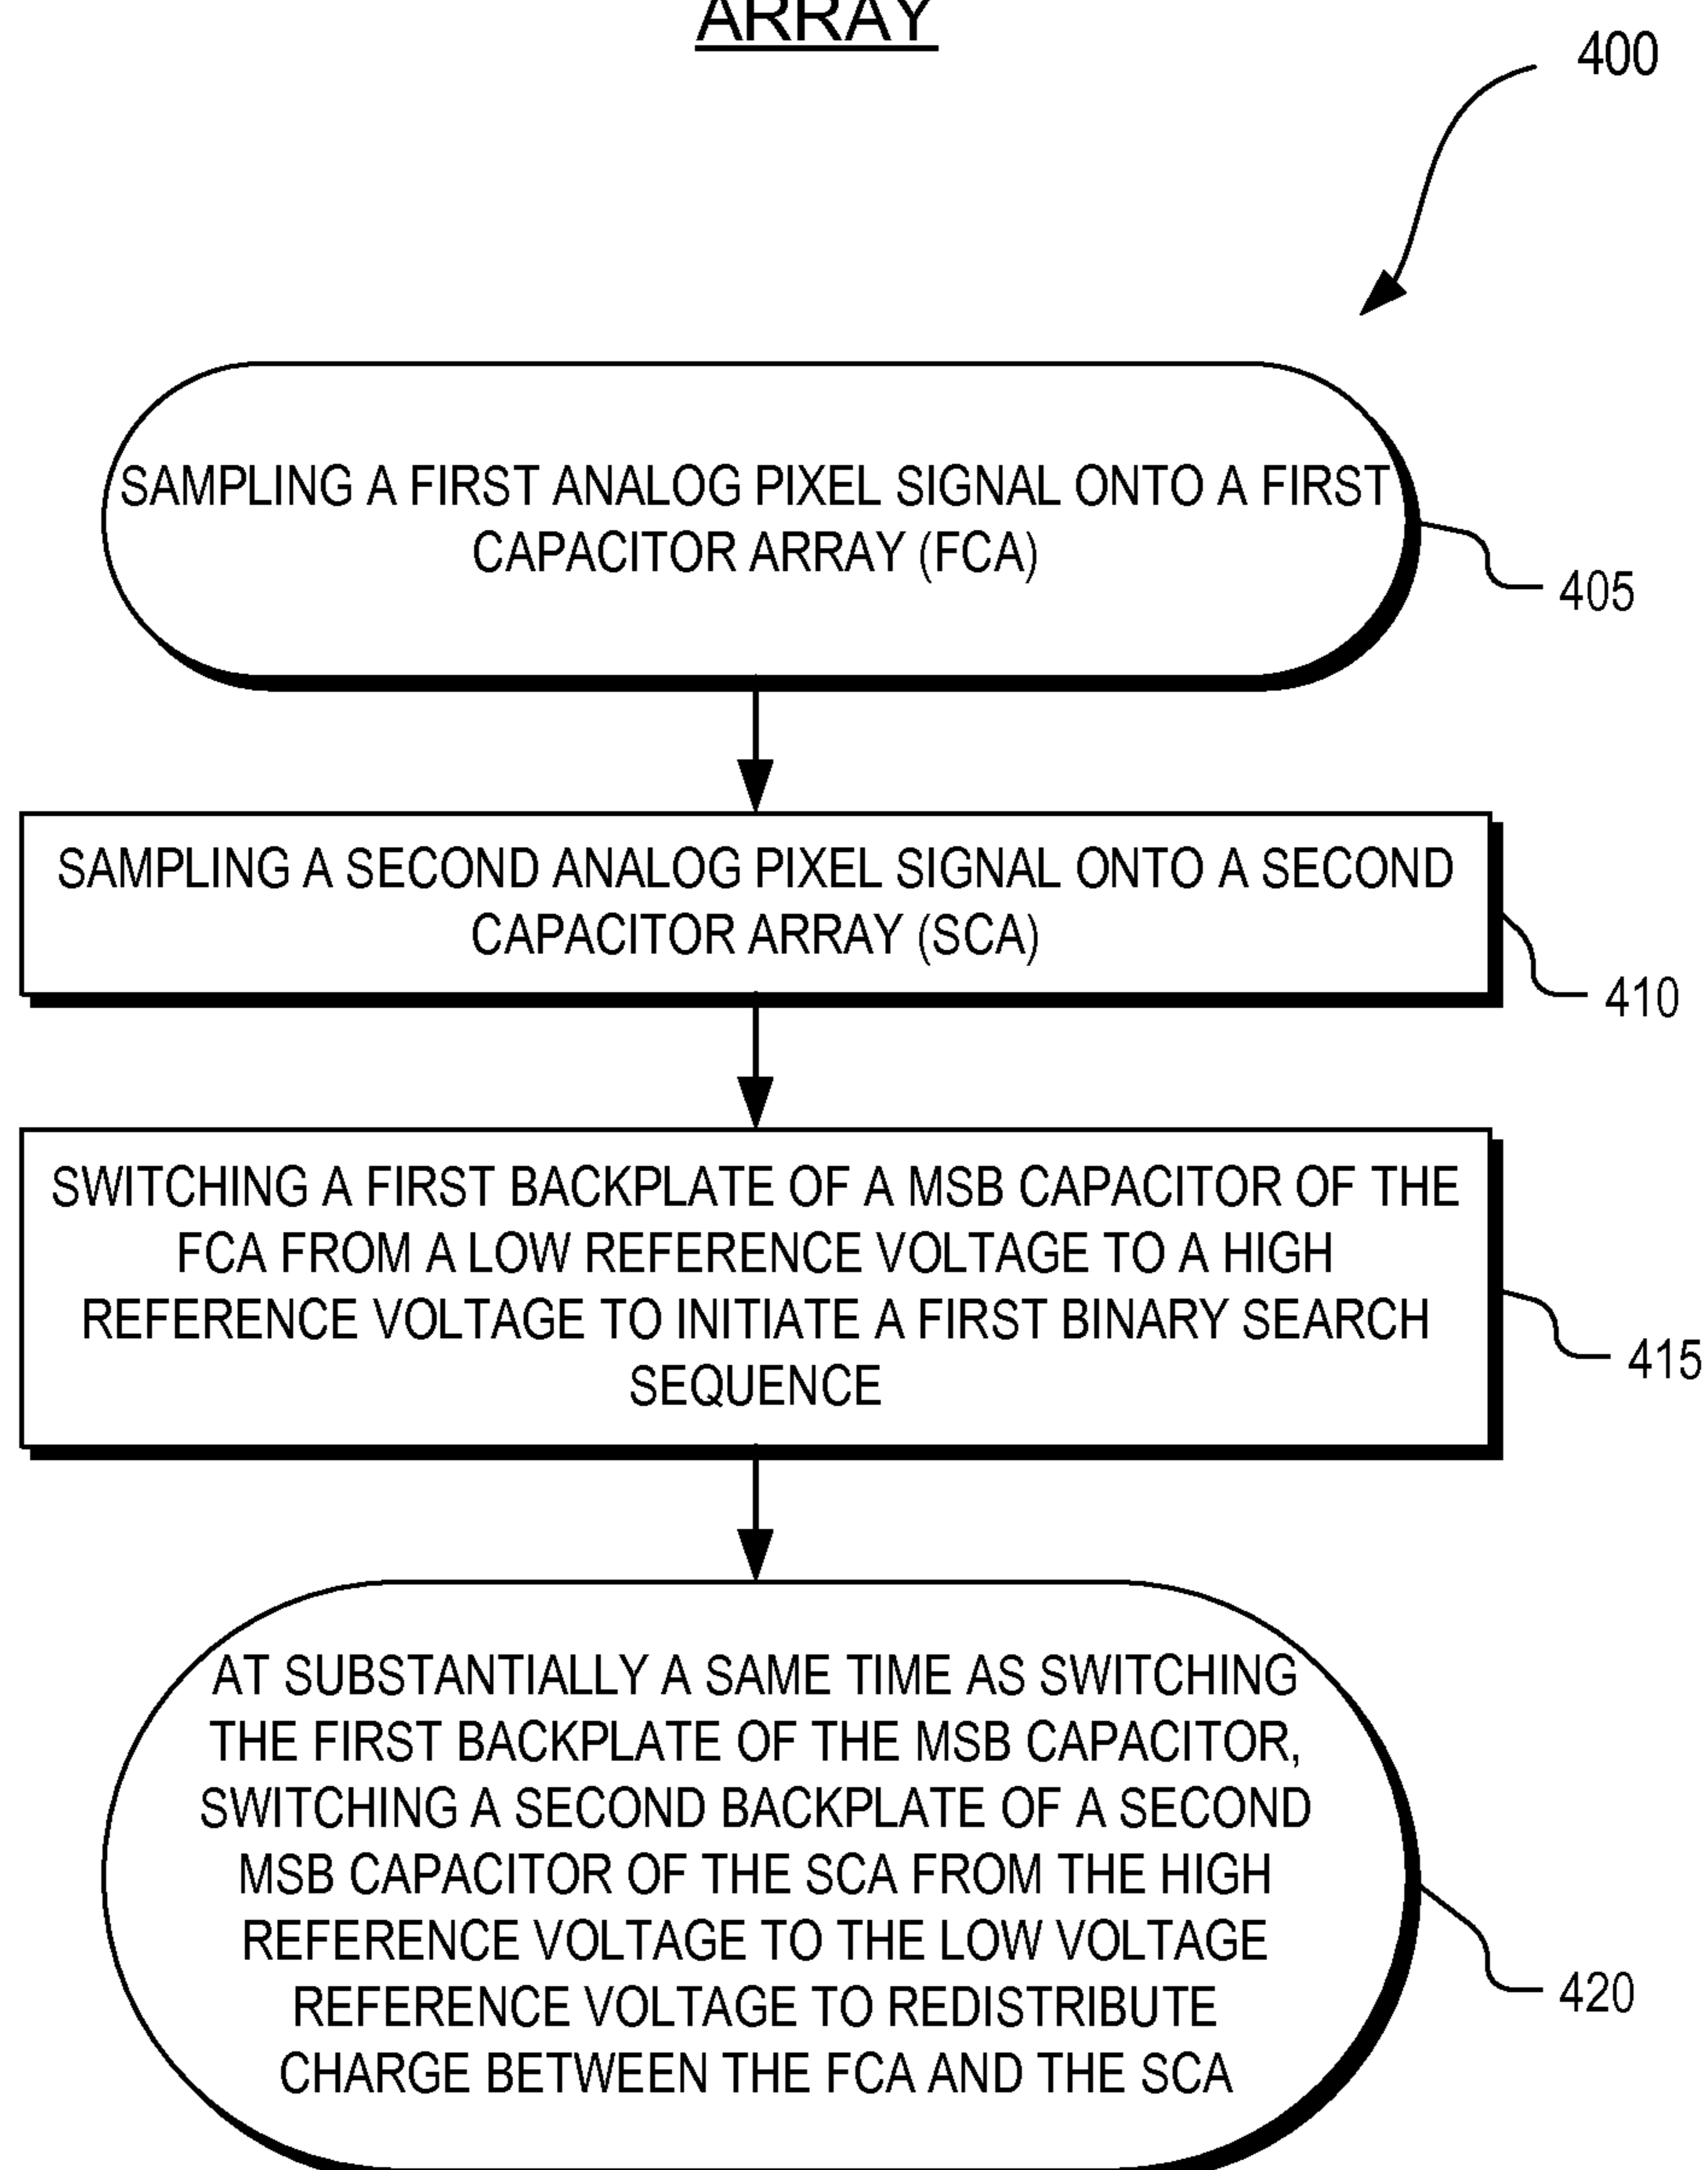 ARRAY
400
SAMPLING A FIRST ANALOG PIXEL SIGNAL ONTO A FIRST
CAPACITOR ARRAY (FCA)
405
SAMPLING A SECOND ANALOG PIXEL SIGNAL ONTO A SECOND
CAPACITOR ARRAY (SCA)
410
SWITCHING A FIRST BACKPLATE OF A MSB CAPACITOR OF THE
FCA FROM A LOW REFERENCE VOLTAGE TO A HIGH
REFERENCE VOLTAGE TO INITIATE A FIRST BINARY SEARCH
SEQUENCE
415
AT SUBSTANTIALLY A SAME TIME AS SWITCHING
THE FIRST BACKPLATE OF THE MSB CAPACITOR,
SWITCHING A SECOND BACKPLATE OF A SECOND
MSB CAPACITOR OF THE SCA FROM THE HIGH
REFERENCE VOLTAGE TO THE LOW VOLTAGE
REFERENCE VOLTAGE TO REDISTRIBUTE
CHARGE BETWEEN THE FCA AND THE SCA
420